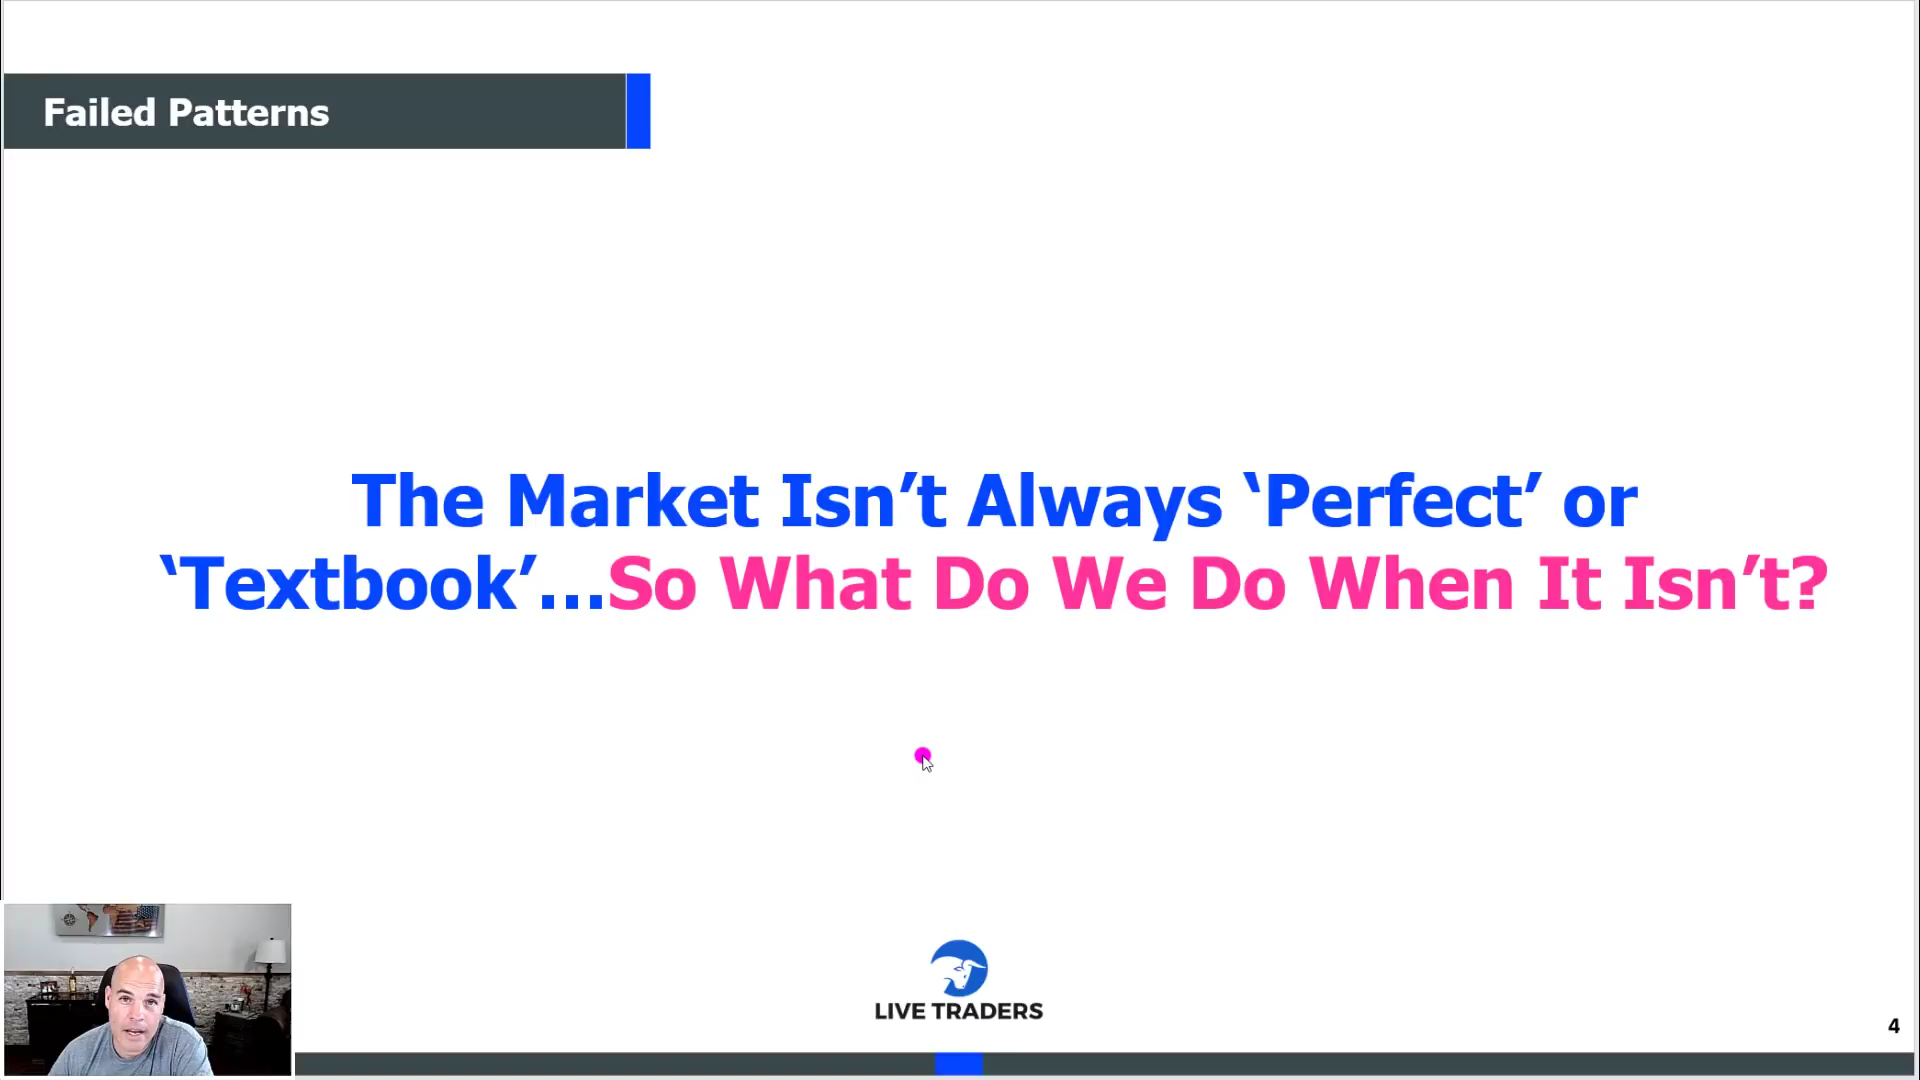 Failed Patterns
The Market Isn’t Always ‘Perfect’ or
‘Textbook’...So What Do We Do When It Isn’t?
LIVE TRADERS
4